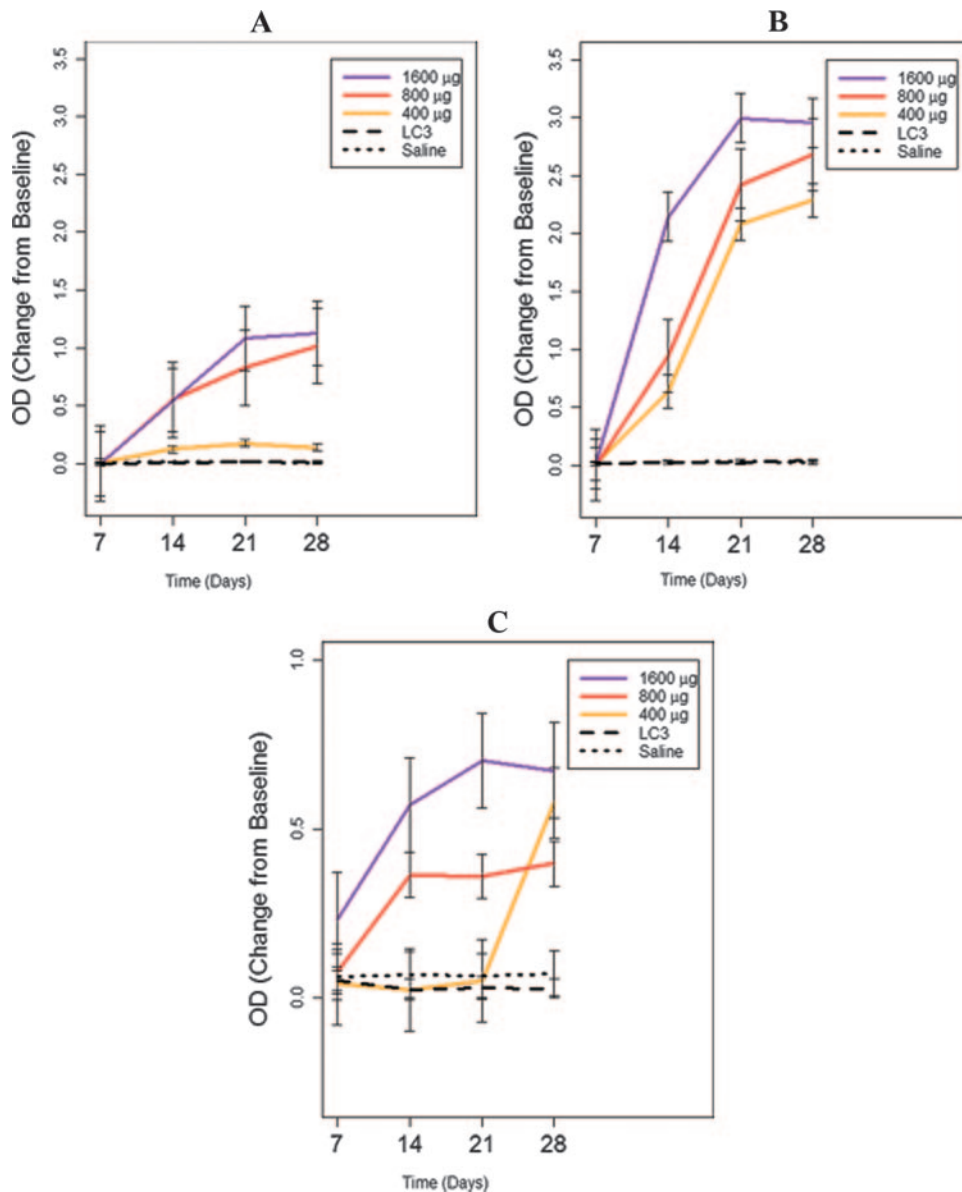 A
OD (Change from Baseline)
3.5
3.0
2.5
2.0
1.5
1.0
0.5
0.0
1600 µg
800 µg
400 µg
LC3
Saline
7 14 21 28
Time (Days)
B
OD (Change from Baseline)
3.5
3.0
2.5
2.0
1.5
1.0
0.5
0.0
1600 µg
800 µg
400 µg
LC3
Saline
7 14 21 28
Time (Days)
C
OD (Change from Baseline)
1.0
0.5
0.0
1600 µg
800 µg
400 µg
LC3
Saline
7 14 21 28
Time (Days)